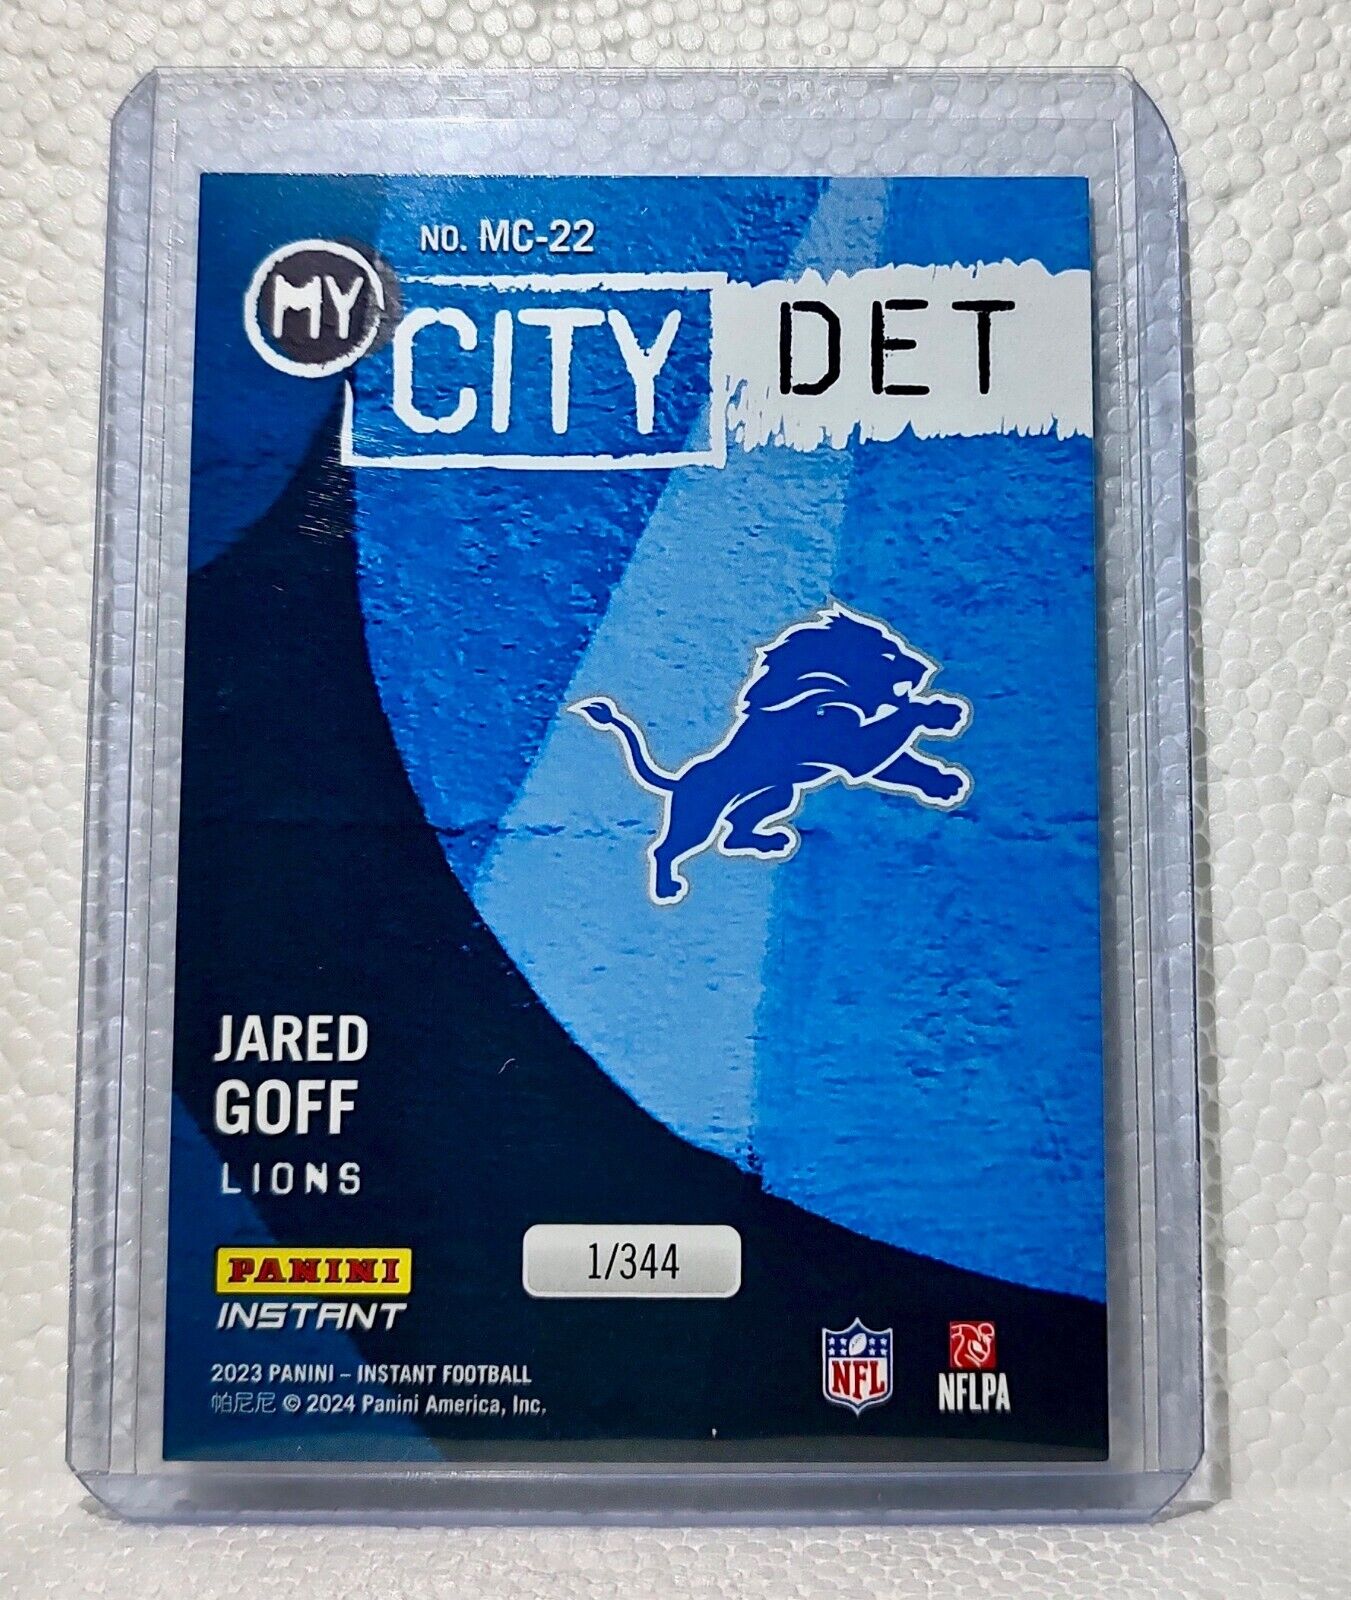 NO. MC-22
MY CITY DET
JARED
GOFF
LIONS
1/344
PANINI
INSTANT
2023 PANINI – INSTANT FOOTBALL
帕尼尼 © 2024 Panini America, Inc.
NFL
NFLPA